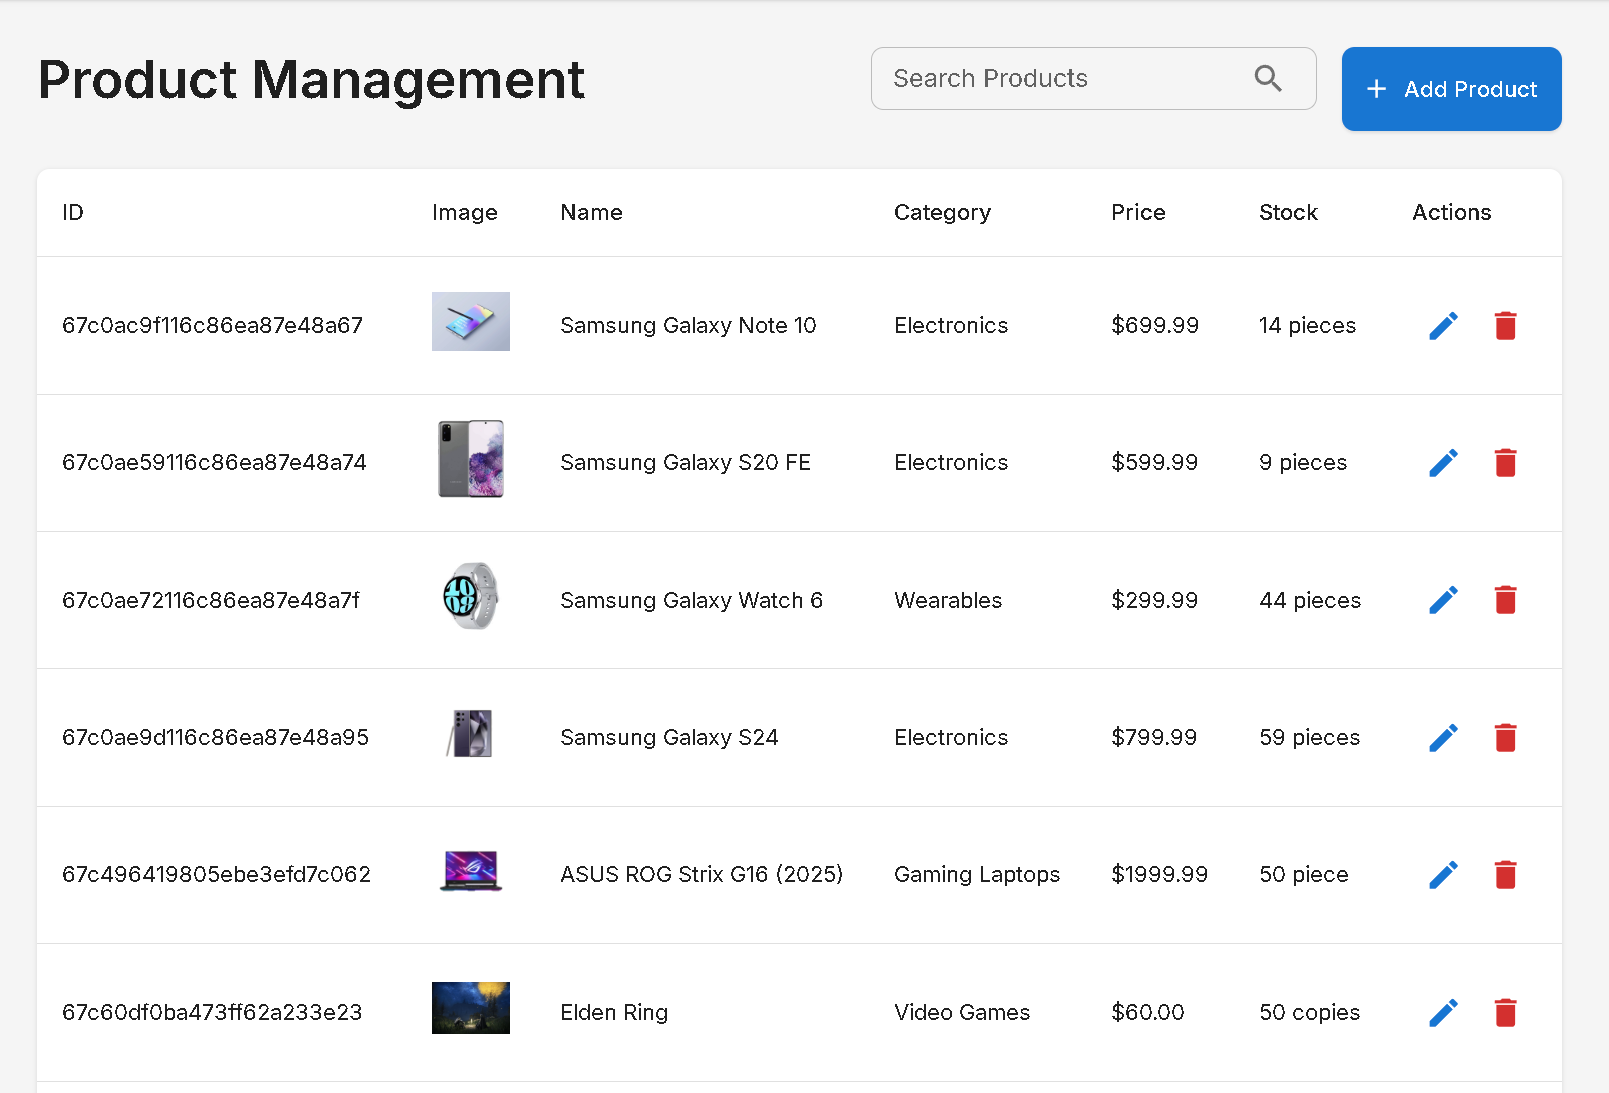 Product Management
Search Products
+ Add Product
ID Image Name Category Price Stock Actions
67c0ac9f116c86ea87e48a67 Samsung Galaxy Note 10 Electronics $699.99 14 pieces
67c0ae59116c86ea87e48a74 Samsung Galaxy S20 FE Electronics $599.99 9 pieces
67c0ae72116c86ea87e48a7f Samsung Galaxy Watch 6 Wearables $299.99 44 pieces
67c0ae9d116c86ea87e48a95 Samsung Galaxy S24 Electronics $799.99 59 pieces
67c496419805ebe3efd7c062 ASUS ROG Strix G16 (2025) Gaming Laptops $1999.99 50 piece
67c60df0ba473ff62a233e23 Elden Ring Video Games $60.00 50 copies